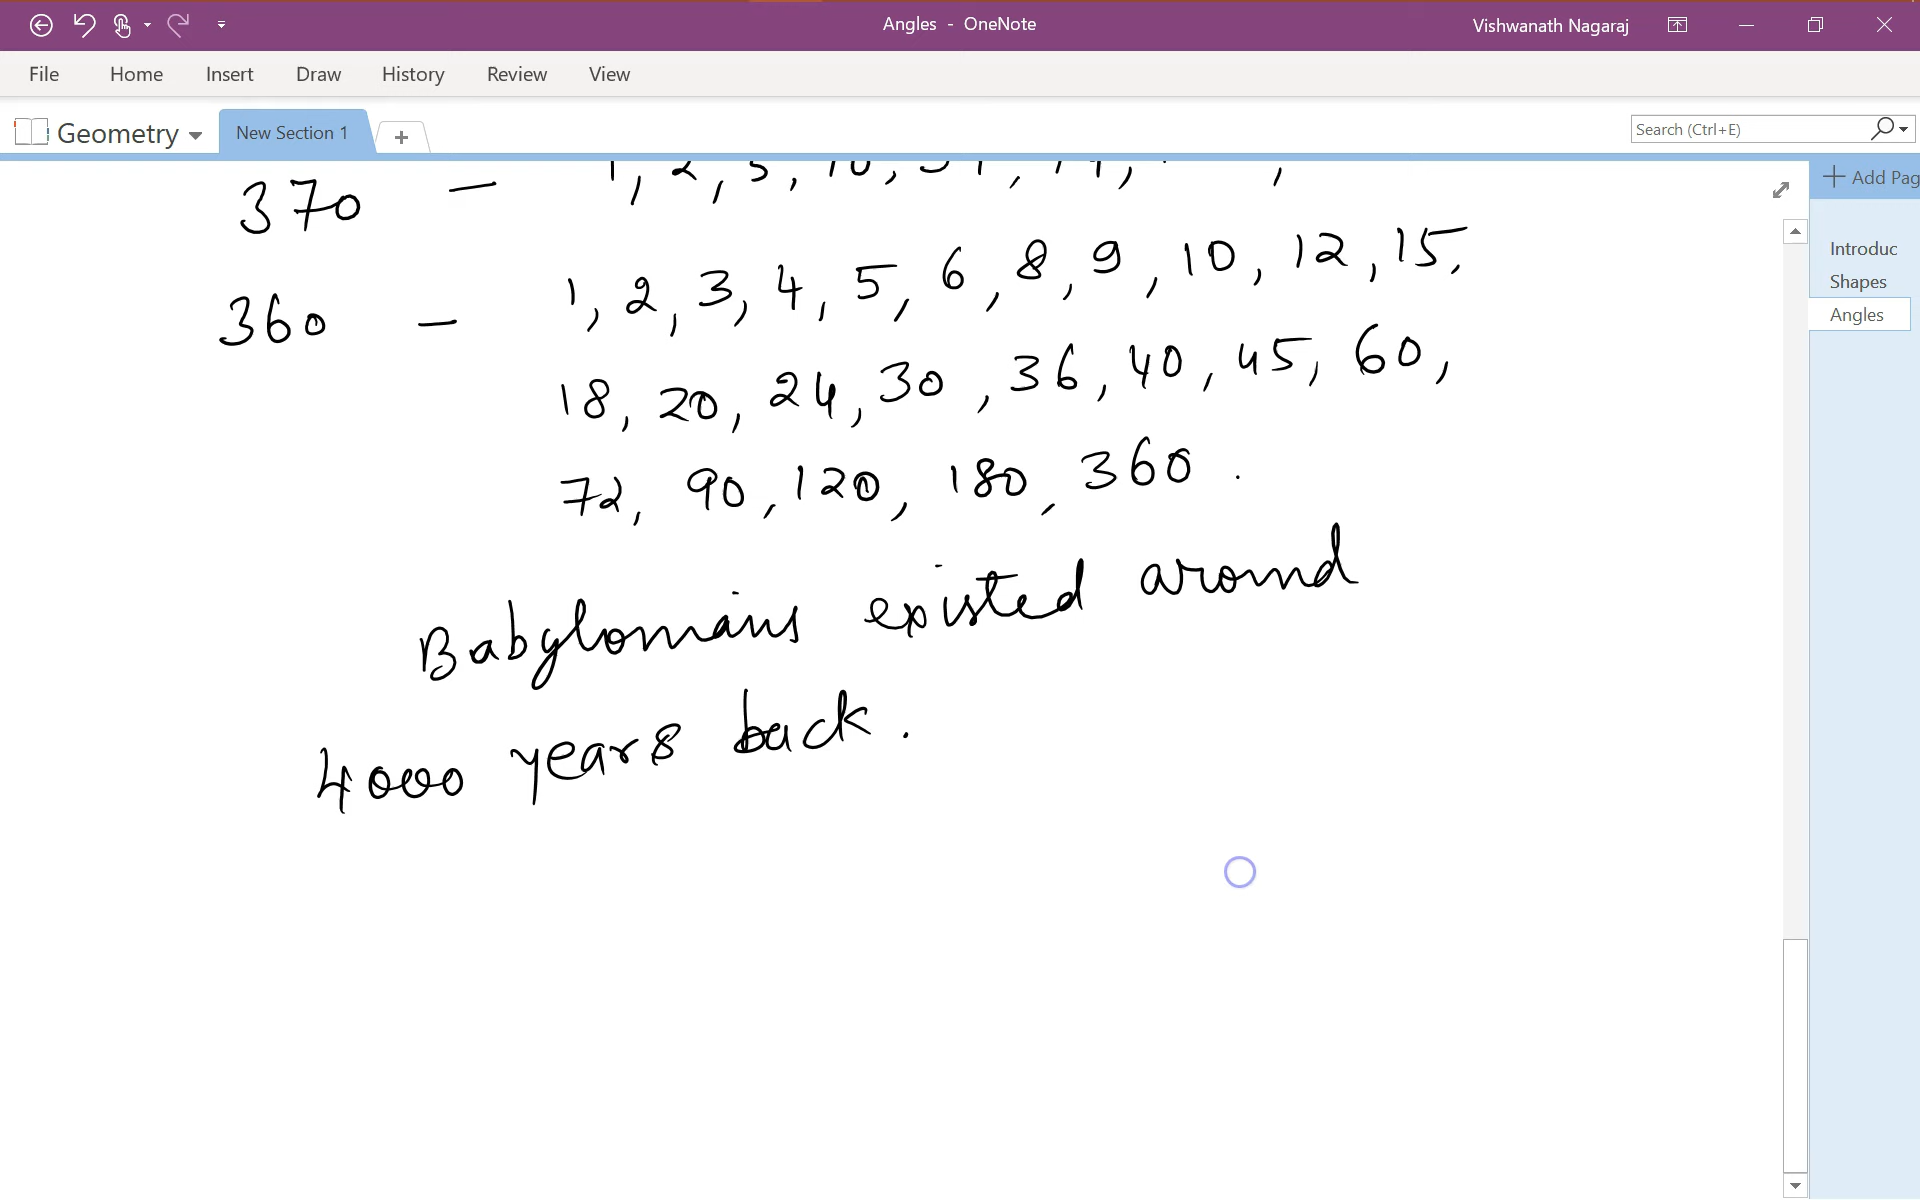 Angles - OneNote
Vishwanath Nagaraj
File Home Insert Draw History Review View
Geometry
New Section 1
+
Search (Ctrl+E)
Add Pag
Introduc
Shapes
Angles
370 -
360 - 1, 2, 3, 4, 5, 6, 8, 9, 10, 12, 15,
18, 20, 24, 30, 36, 40, 45, 60,
72, 90, 120, 180, 360.
Babylonians existed around
4000 years back.